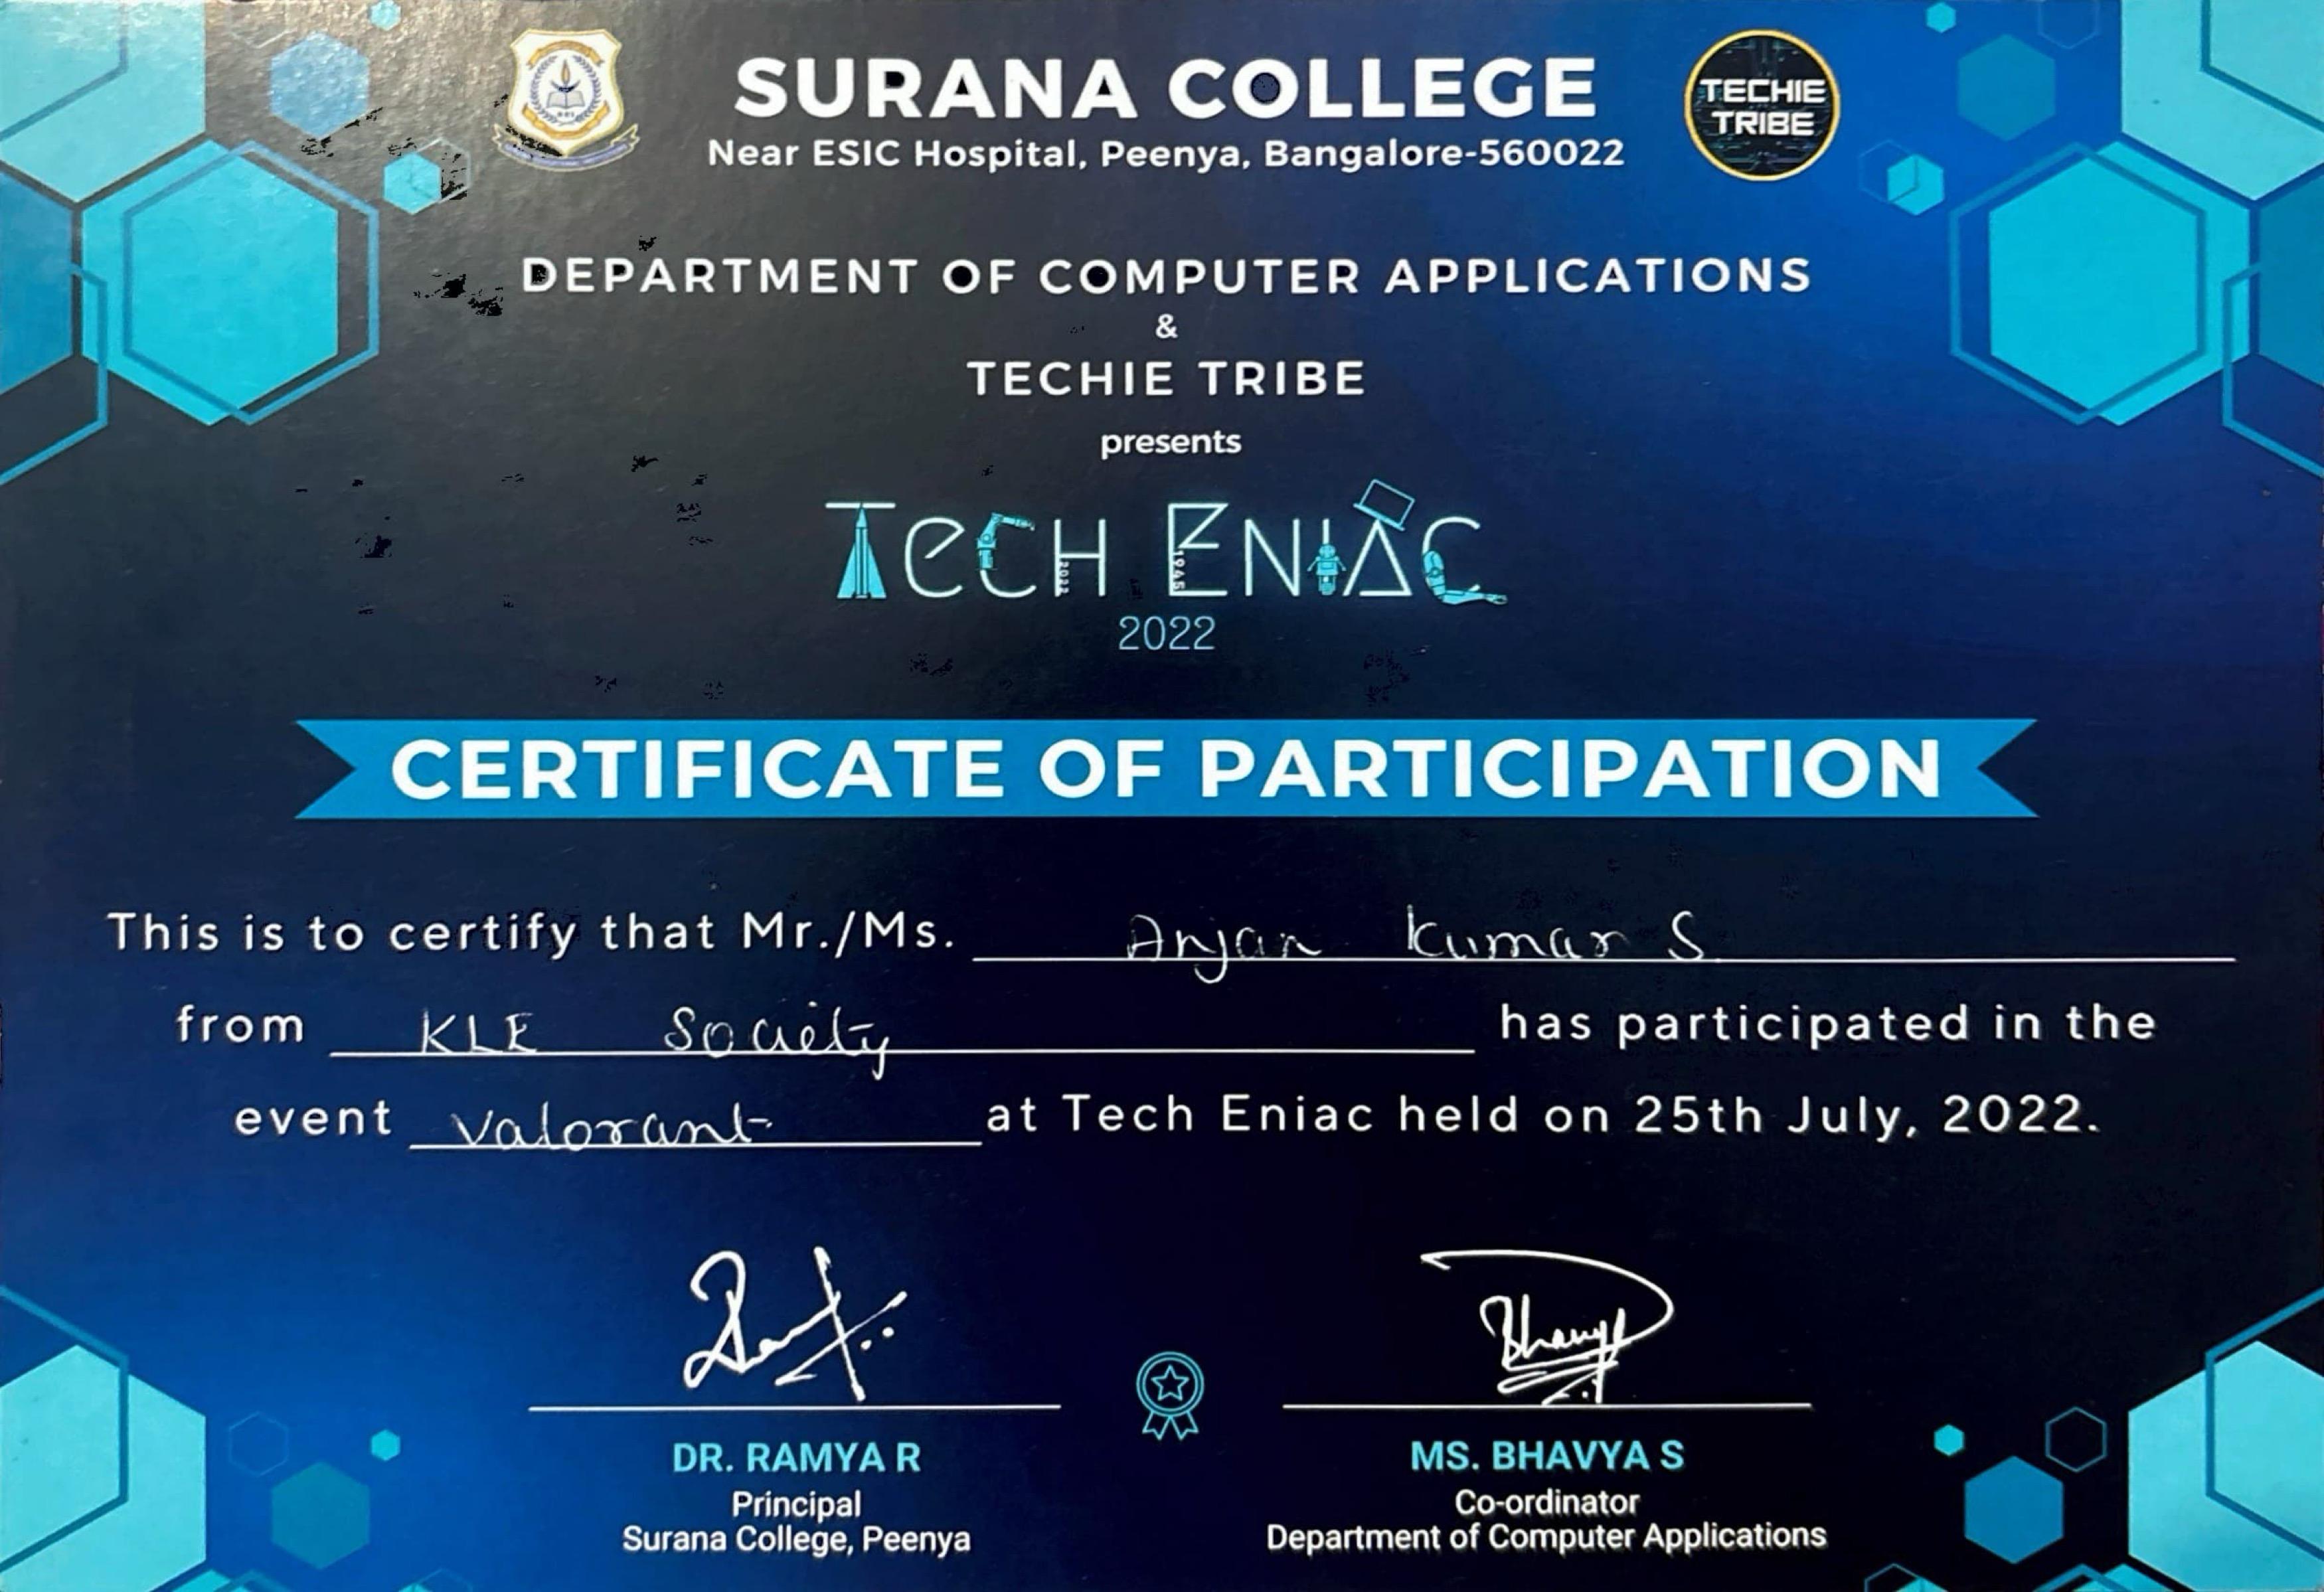 SURANA COLLEGE
Near ESIC Hospital, Peenya, Bangalore-560022
TECHIE
TRIBE
DEPARTMENT OF COMPUTER APPLICATIONS
&
TECHIE TRIBE
presents
TECH ENIAC
2022
1945
2022
CERTIFICATE OF PARTICIPATION
This is to certify that Mr./Ms. Anjan Kumar S
from KLE Society has participated in the
event Valorant at Tech Eniac held on 25th July, 2022.
Bhavya
DR. RAMYA R
Principal
Surana College, Peenya
MS. BHAVYA S
Co-ordinator
Department of Computer Applications